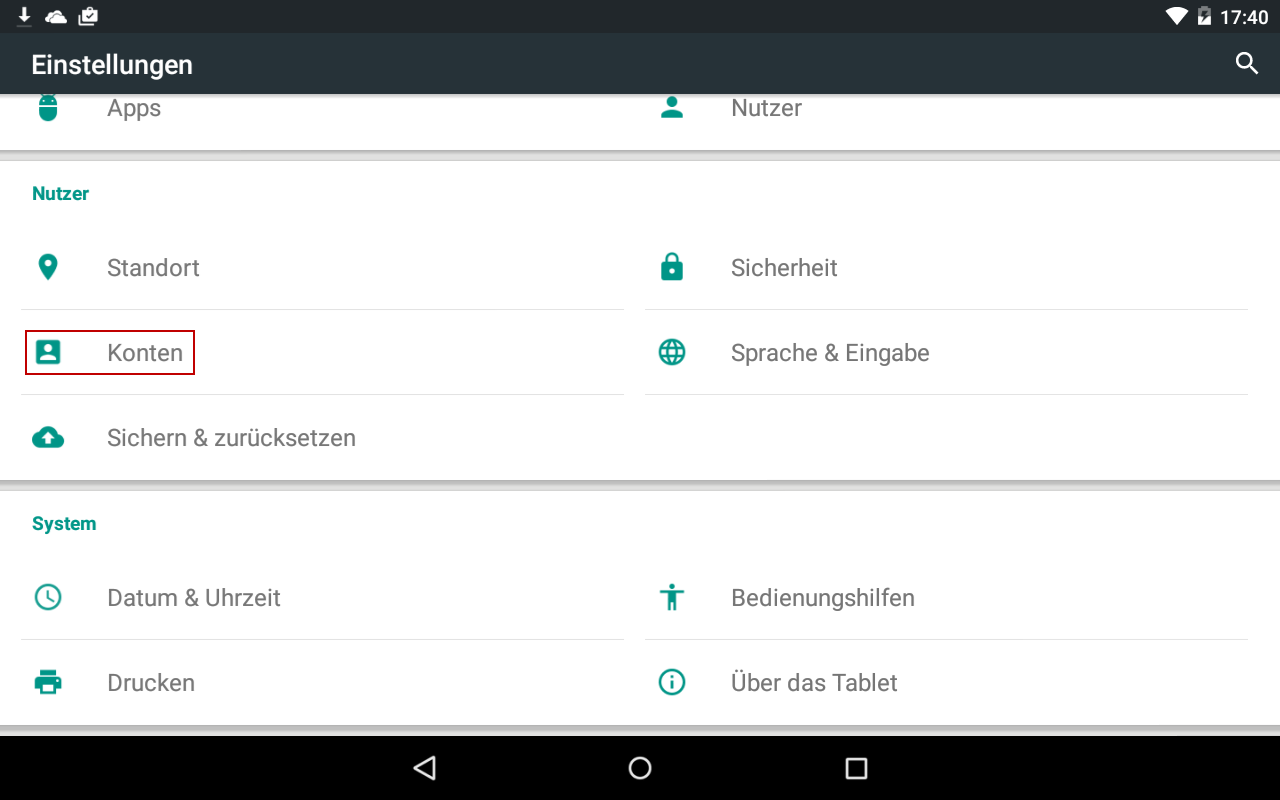 17:40
Einstellungen
Apps
Nutzer
Nutzer
Standort
Sicherheit
Konten
Sprache & Eingabe
Sichern & zurücksetzen
System
Datum & Uhrzeit
Bedienungshilfen
Drucken
Über das Tablet